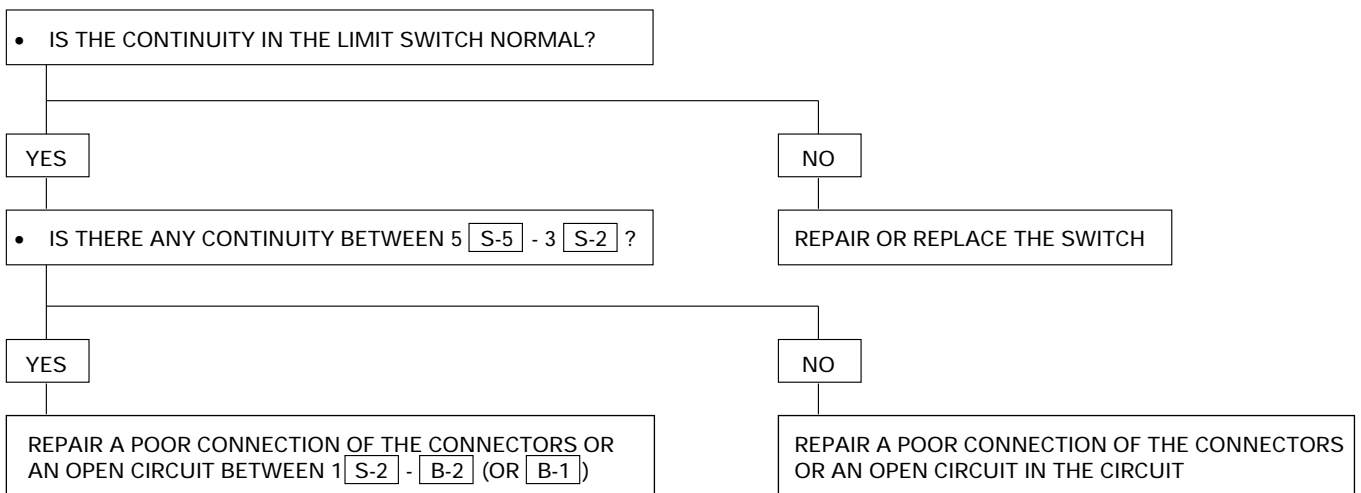 • IS THE CONTINUITY IN THE LIMIT SWITCH NORMAL?
YES
NO
• IS THERE ANY CONTINUITY BETWEEN 5 S-5 - 3 S-2 ?
REPAIR OR REPLACE THE SWITCH
YES
NO
REPAIR A POOR CONNECTION OF THE CONNECTORS OR
AN OPEN CIRCUIT BETWEEN 1 S-2 - B-2 (OR B-1 )
REPAIR A POOR CONNECTION OF THE CONNECTORS
OR AN OPEN CIRCUIT IN THE CIRCUIT